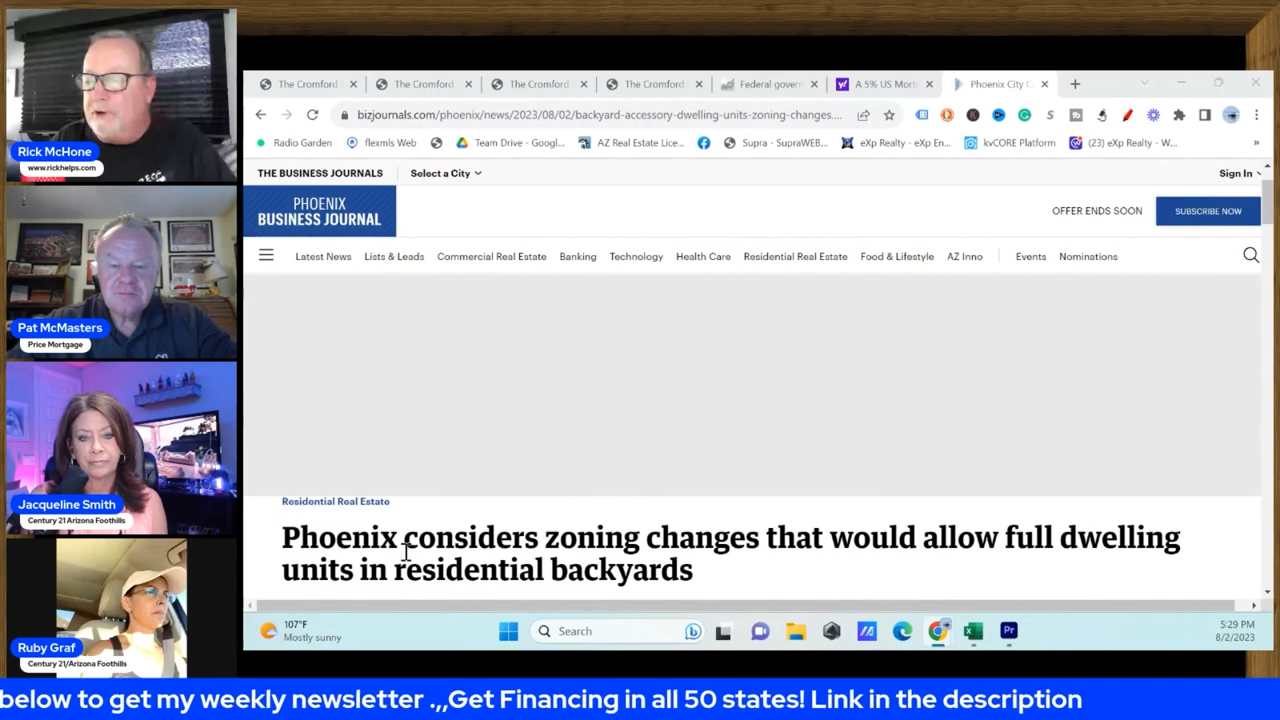 Rick McHone
www.rickhelps.com
Pat McMasters
Price Mortgage
Jacqueline Smith
Century 21 Arizona Foothills
Ruby Graf
Century 21/Arizona Foothills
The Cromford
The Cromford
The Cromford
The Cromford
Federal govern
A 5% US Mort
Phoenix City C
bizjournals.com/phoenix/news/2023/08/02/backyard-accessory-dwelling-units-zoning-changes....
Radio Garden
flexmls Web
Team Drive - Googl...
AZ Real Estate Lice...
Supra - SupraWEB...
eXp Realty - eXp En...
kvCORE Platform
(23) eXp Realty - W...
»
THE BUSINESS JOURNALS
Select a City
Sign In
PHOENIX
BUSINESS JOURNAL
OFFER ENDS SOON
SUBSCRIBE NOW
Latest News
Lists & Leads
Commercial Real Estate
Banking
Technology
Health Care
Residential Real Estate
Food & Lifestyle
AZ Inno
Events
Nominations
Residential Real Estate
Phoenix considers zoning changes that would allow full dwelling
units in residential backyards
107°F
Mostly sunny
Search
Pr
5:29 PM
8/2/2023
below to get my weekly newsletter .,,Get Financing in all 50 states! Link in the description